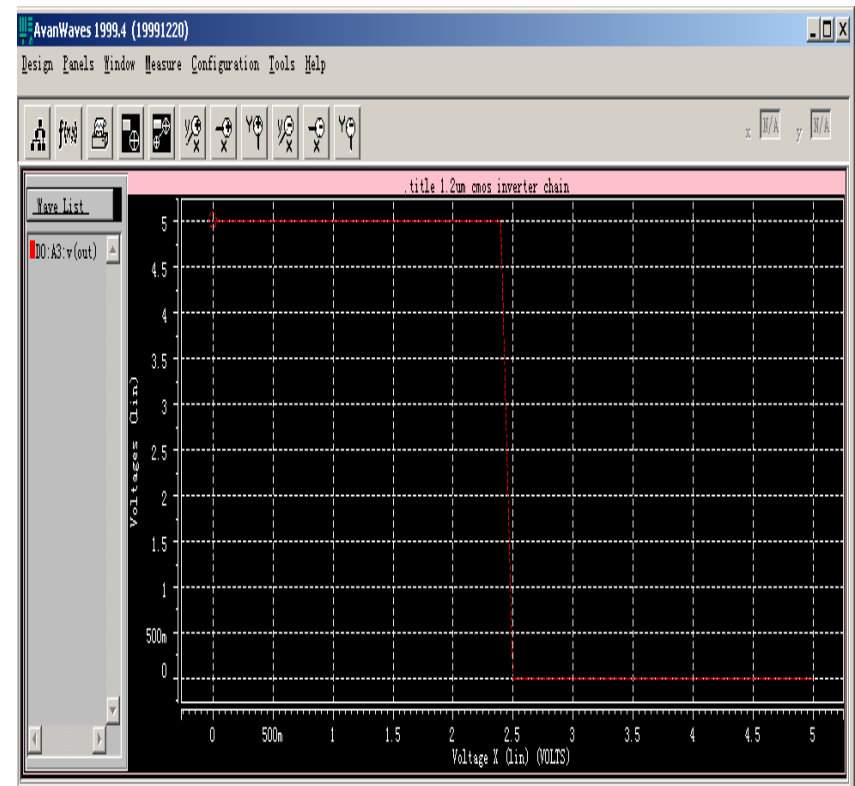 AvanWaves 1999.4 (19991220)
Design Panels Window Measure Configuration Tools Help
f(x,y)
x N/A y N/A
.title 1.2um cmos inverter chain
Wave List
D0:A3:v(out)
5
4.5
4
3.5
3
2.5
2
1.5
1
500m
0
Voltages (lin)
0 500m 1 1.5 2 2.5 3 3.5 4 4.5 5
Voltage X (lin) (VOLTS)